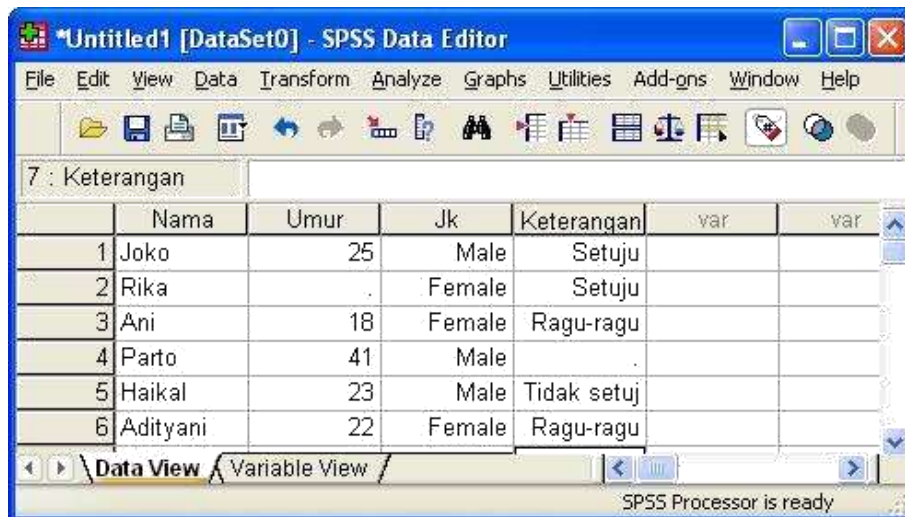 *Untitled1 [DataSet0] - SPSS Data Editor
File Edit View Data Transform Analyze Graphs Utilities Add-ons Window Help
7 : Keterangan
Nama Umur Jk Keterangan var var
1 Joko 25 Male Setuju
2 Rika . Female Setuju
3 Ani 18 Female Ragu-ragu
4 Parto 41 Male .
5 Haikal 23 Male Tidak setuj
6 Adityani 22 Female Ragu-ragu
Data View Variable View
SPSS Processor is ready